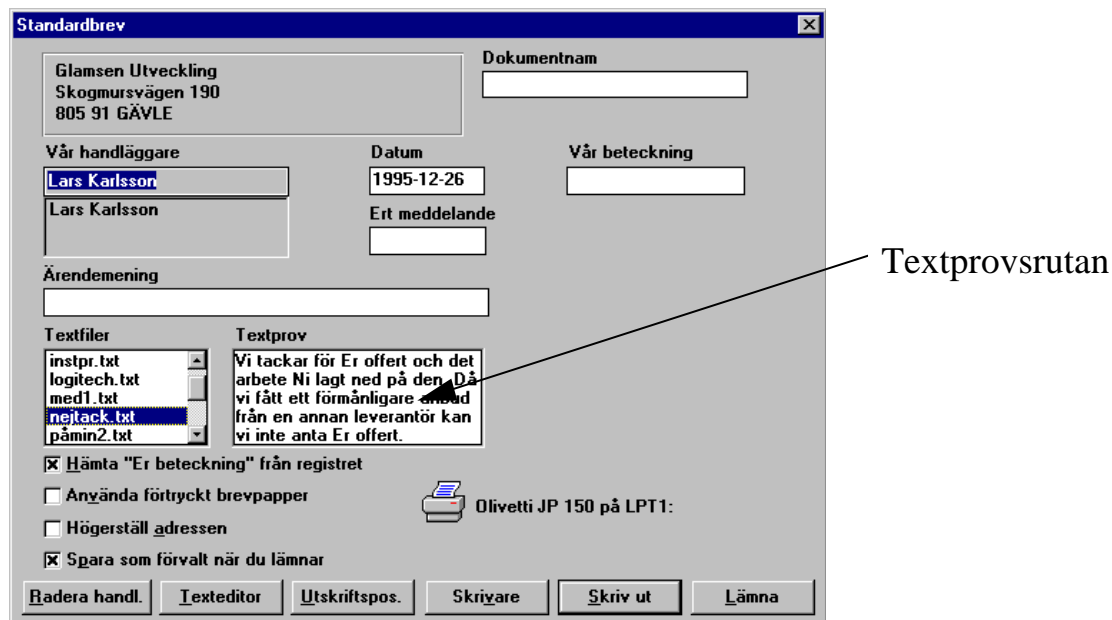 Standardbrev
Glamsen Utveckling
Skogmursvägen 190
805 91 GÄVLE
Dokumentnam
Vår handläggare
Datum
Vår beteckning
Lars Karlsson
1995-12-26
Lars Karlsson
Ert meddelande
Textprovsrutan
Ärendemening
Textfiler
Textprov
instpr.txt
logitech.txt
med1.txt
nejtack.txt
påmin2.txt
Vi tackar för Er offert och det
arbete Ni lagt ned på den. Då
vi fått ett förmånligare anbud
från en annan leverantör kan
vi inte anta Er offert.
Hämta "Er beteckning" från registret
Använda förtryckt brevpapper
Högerställ adressen
Spara som förvalt när du lämnar
Olivetti JP 150 på LPT1:
Radera handl.
Texteditor
Utskriftspos.
Skrivare
Skriv ut
Lämna